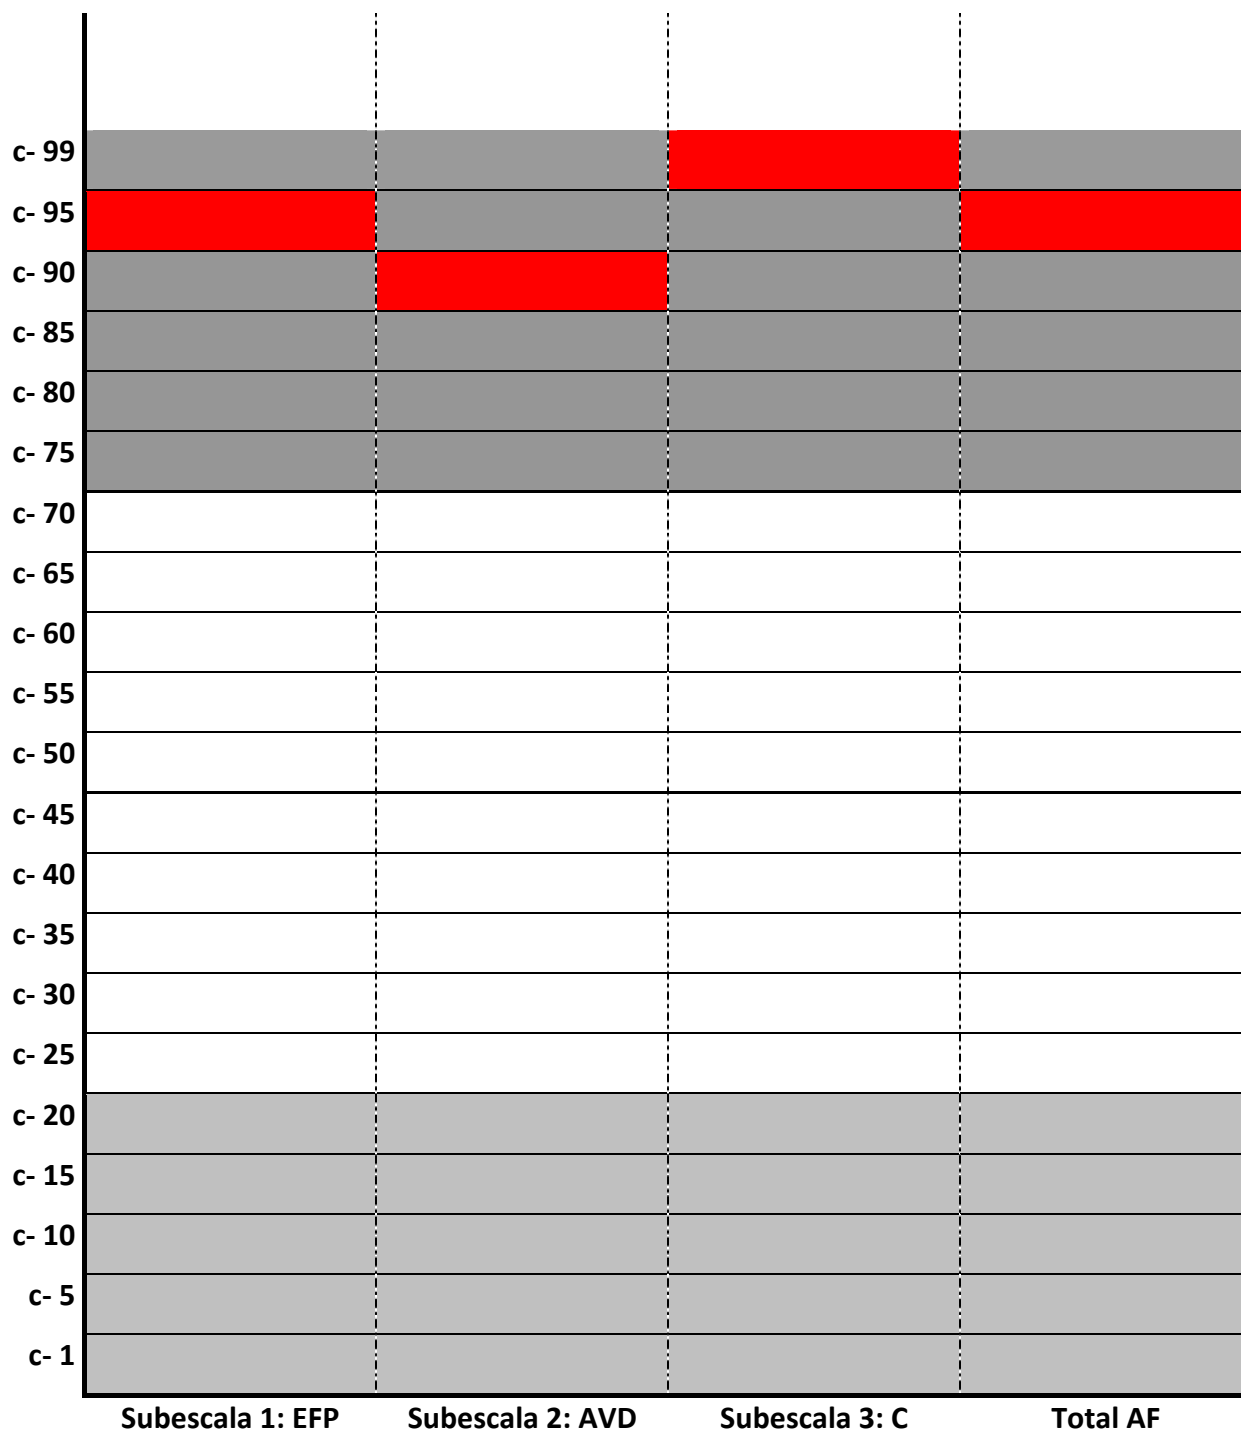 c- 99
c- 95
c- 90
c- 85
c- 80
c- 75
c- 70
c- 65
c- 60
c- 55
c- 50
c- 45
c- 40
c- 35
c- 30
c- 25
c- 20
c- 15
c- 10
c- 5
c- 1
Subescala 1: EFP Subescala 2: AVD Subescala 3: C Total AF